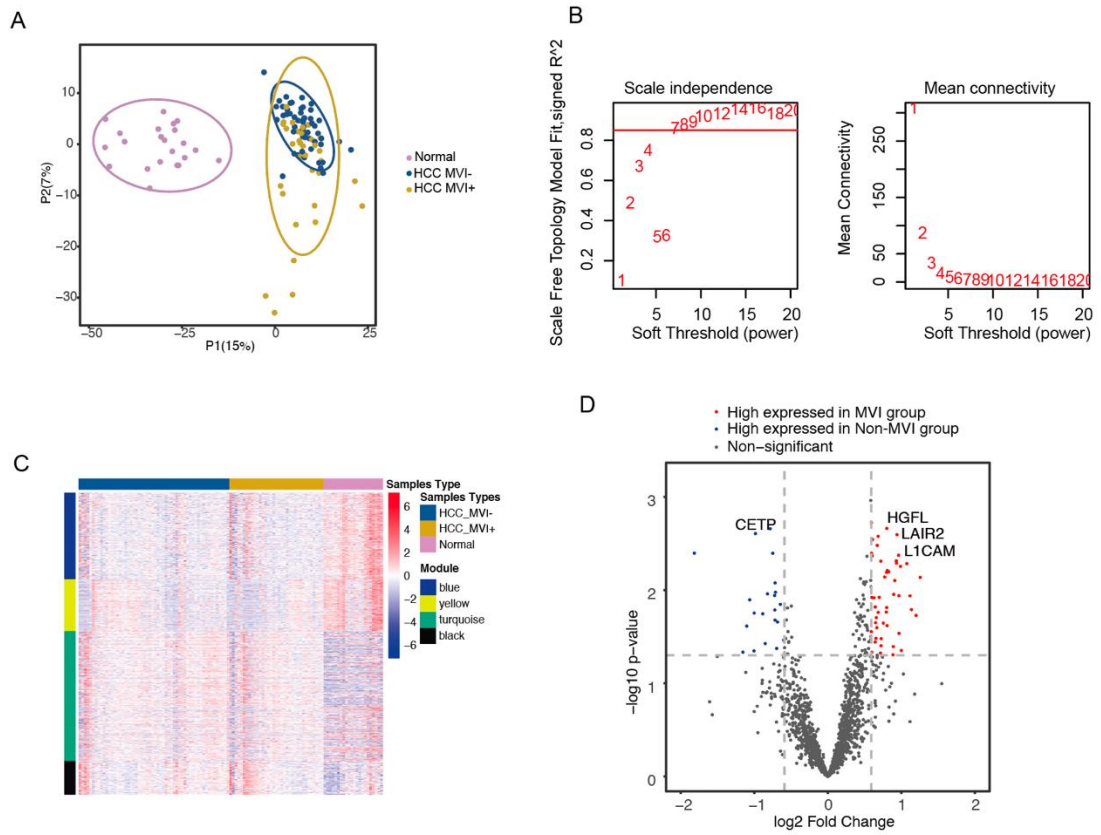 A
10
0
−10
−20
−30
P2(7%)
−50
−25
0
25
P1(15%)
Normal
HCC MVI-
HCC MVI+
B
Scale independence
Scale Free Topology Model Fit,signed R^2
0.8
0.6
0.4
0.2
1
2
3
4
5
6
7
8
9
10
12
14
16
18
20
5
10
15
20
Soft Threshold (power)
Mean connectivity
Mean Connectivity
250
150
50
0
1
2
3
4
5
6
7
8
9
10
12
14
16
18
20
5
10
15
20
Soft Threshold (power)
C
Samples Type
6
4
2
0
−2
−4
−6
Samples Types
HCC_MVI-
HCC_MVI+
Normal
Module
blue
yellow
turquoise
black
D
High expressed in MVI group
High expressed in Non-MVI group
Non-significant
CETP
HGFL
LAIR2
L1CAM
−log10 p-value
3
2
1
0
−2
−1
0
1
2
log2 Fold Change